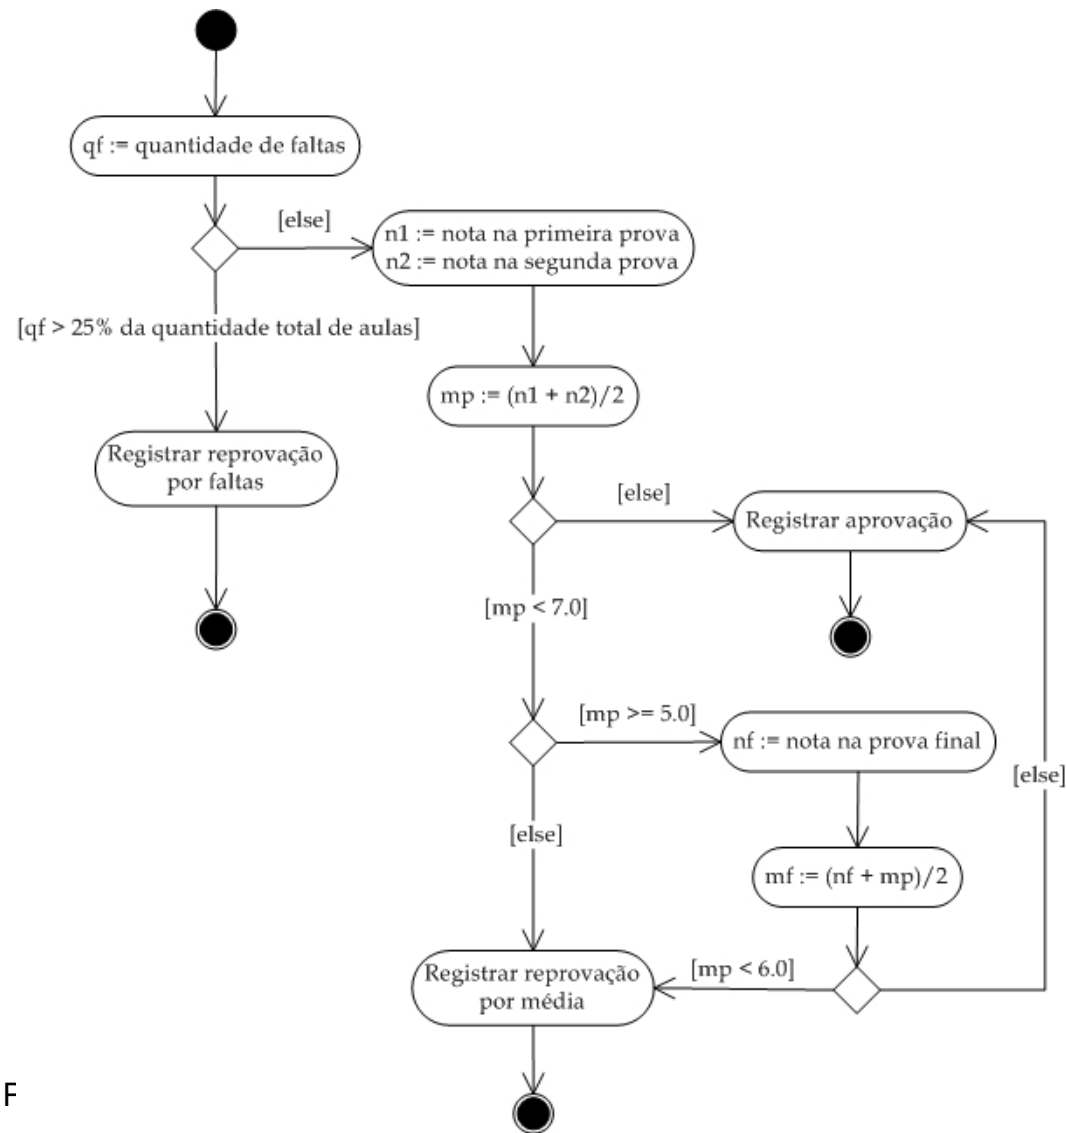 qf := quantidade de faltas
[else]
n1 := nota na primeira prova
n2 := nota na segunda prova
[qf > 25% da quantidade total de aulas]
mp := (n1 + n2)/2
Registrar reprovação
por faltas
[else]
Registrar aprovação
[mp < 7.0]
[mp >= 5.0]
nf := nota na prova final
[else]
[else]
mf := (nf + mp)/2
Registrar reprovação
por média
[mp < 6.0]
F